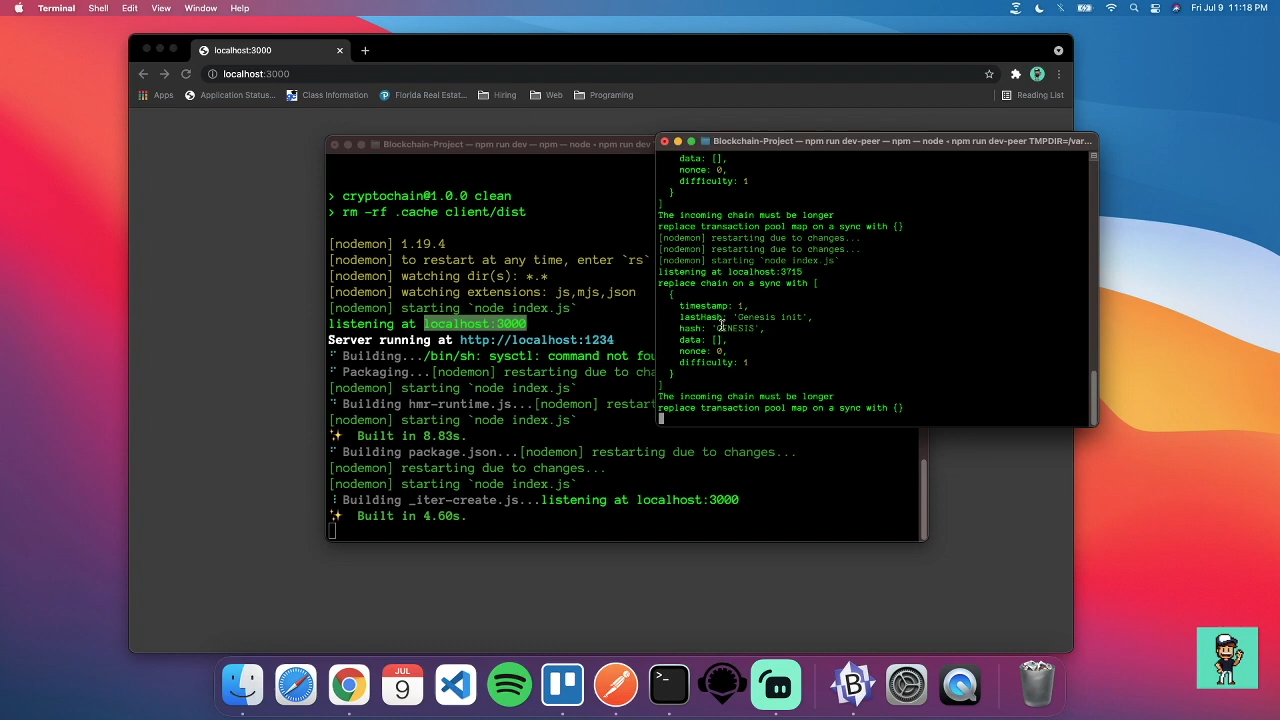 Terminal Shell Edit View Window Help Fri Jul 9 11:18 PM
localhost:3000
localhost:3000
Apps Application Status... Class Information Florida Real Estat... Hiring Web Programing Reading List
Blockchain-Project — npm run dev — npm — node ◂ npm run dev T
> cryptochain@1.0.0 clean
> rm -rf .cache client/dist
[nodemon] 1.19.4
[nodemon] to restart at any time, enter `rs`
[nodemon] watching dir(s): *.*
[nodemon] watching extensions: js,mjs,json
[nodemon] starting `node index.js`
listening at localhost:3000
Server running at http://localhost:1234
Building.../bin/sh: sysctl: command not fou
Packaging...[nodemon] restarting due to cha
[nodemon] starting `node index.js`
Building hmr-runtime.js...[nodemon] restart
[nodemon] starting `node index.js`
✨ Built in 8.83s.
Building package.json...[nodemon] restarting due to changes...
[nodemon] restarting due to changes...
[nodemon] starting `node index.js`
Building _iter-create.js...listening at localhost:3000
✨ Built in 4.60s.
Blockchain-Project — npm run dev-peer — npm — node ◂ npm run dev-peer TMPDIR=/var...
data: [],
nonce: 0,
difficulty: 1
}
]
The incoming chain must be longer
replace transaction pool map on a sync with {}
[nodemon] restarting due to changes...
[nodemon] restarting due to changes...
[nodemon] starting `node index.js`
listening at localhost:3715
replace chain on a sync with [
{
timestamp: 1,
lastHash: 'Genesis init',
hash: 'GENESIS',
data: [],
nonce: 0,
difficulty: 1
}
]
The incoming chain must be longer
replace transaction pool map on a sync with {}
JUL
9
>_
B